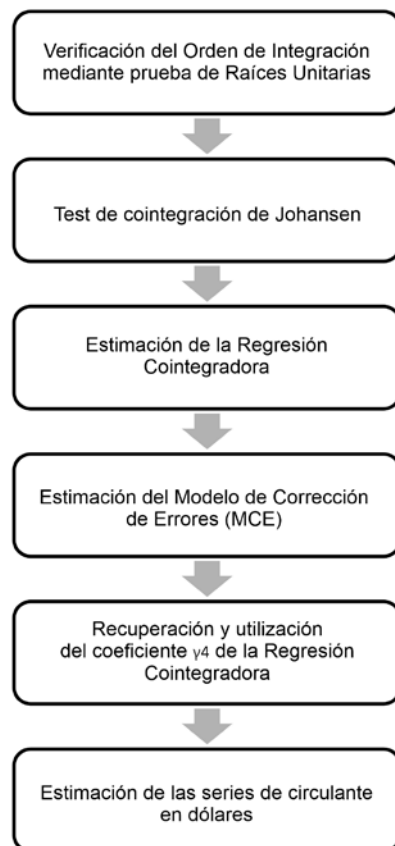 Verificación del Orden de Integración
mediante prueba de Raíces Unitarias
Test de cointegración de Johansen
Estimación de la Regresión
Cointegradora
Estimación del Modelo de Corrección
de Errores (MCE)
Recuperación y utilización
del coeficiente γ4 de la Regresión
Cointegradora
Estimación de las series de circulante
en dólares